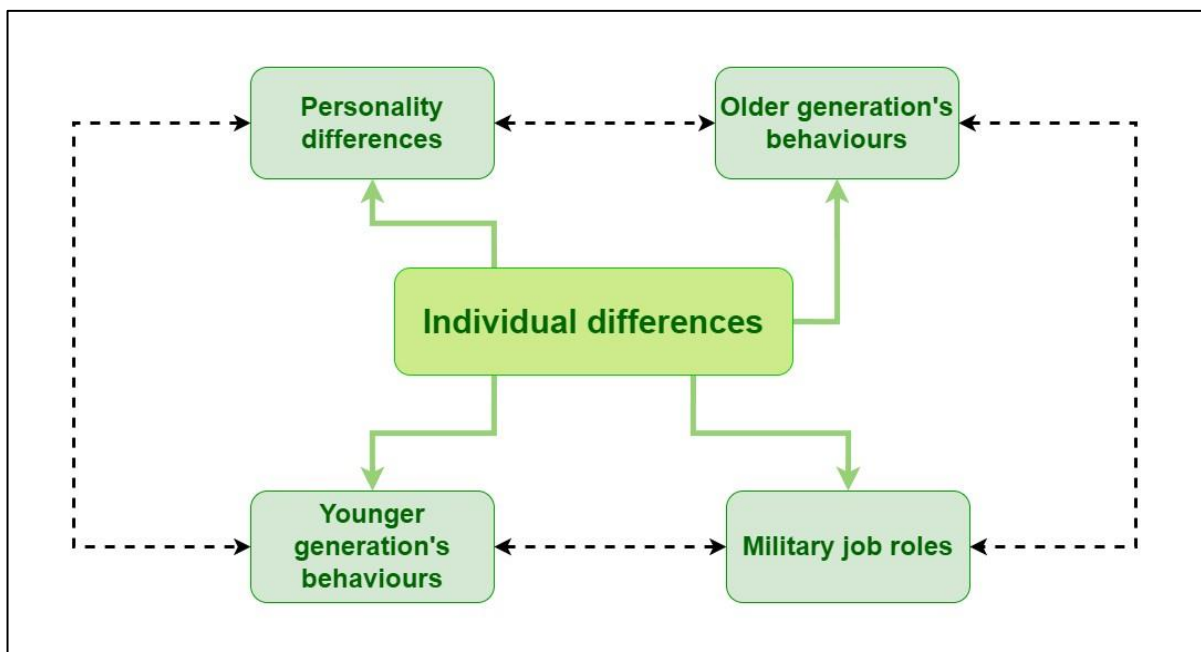 Personality
differences
Older generation's
behaviours
Individual differences
Younger
generation's
behaviours
Military job roles